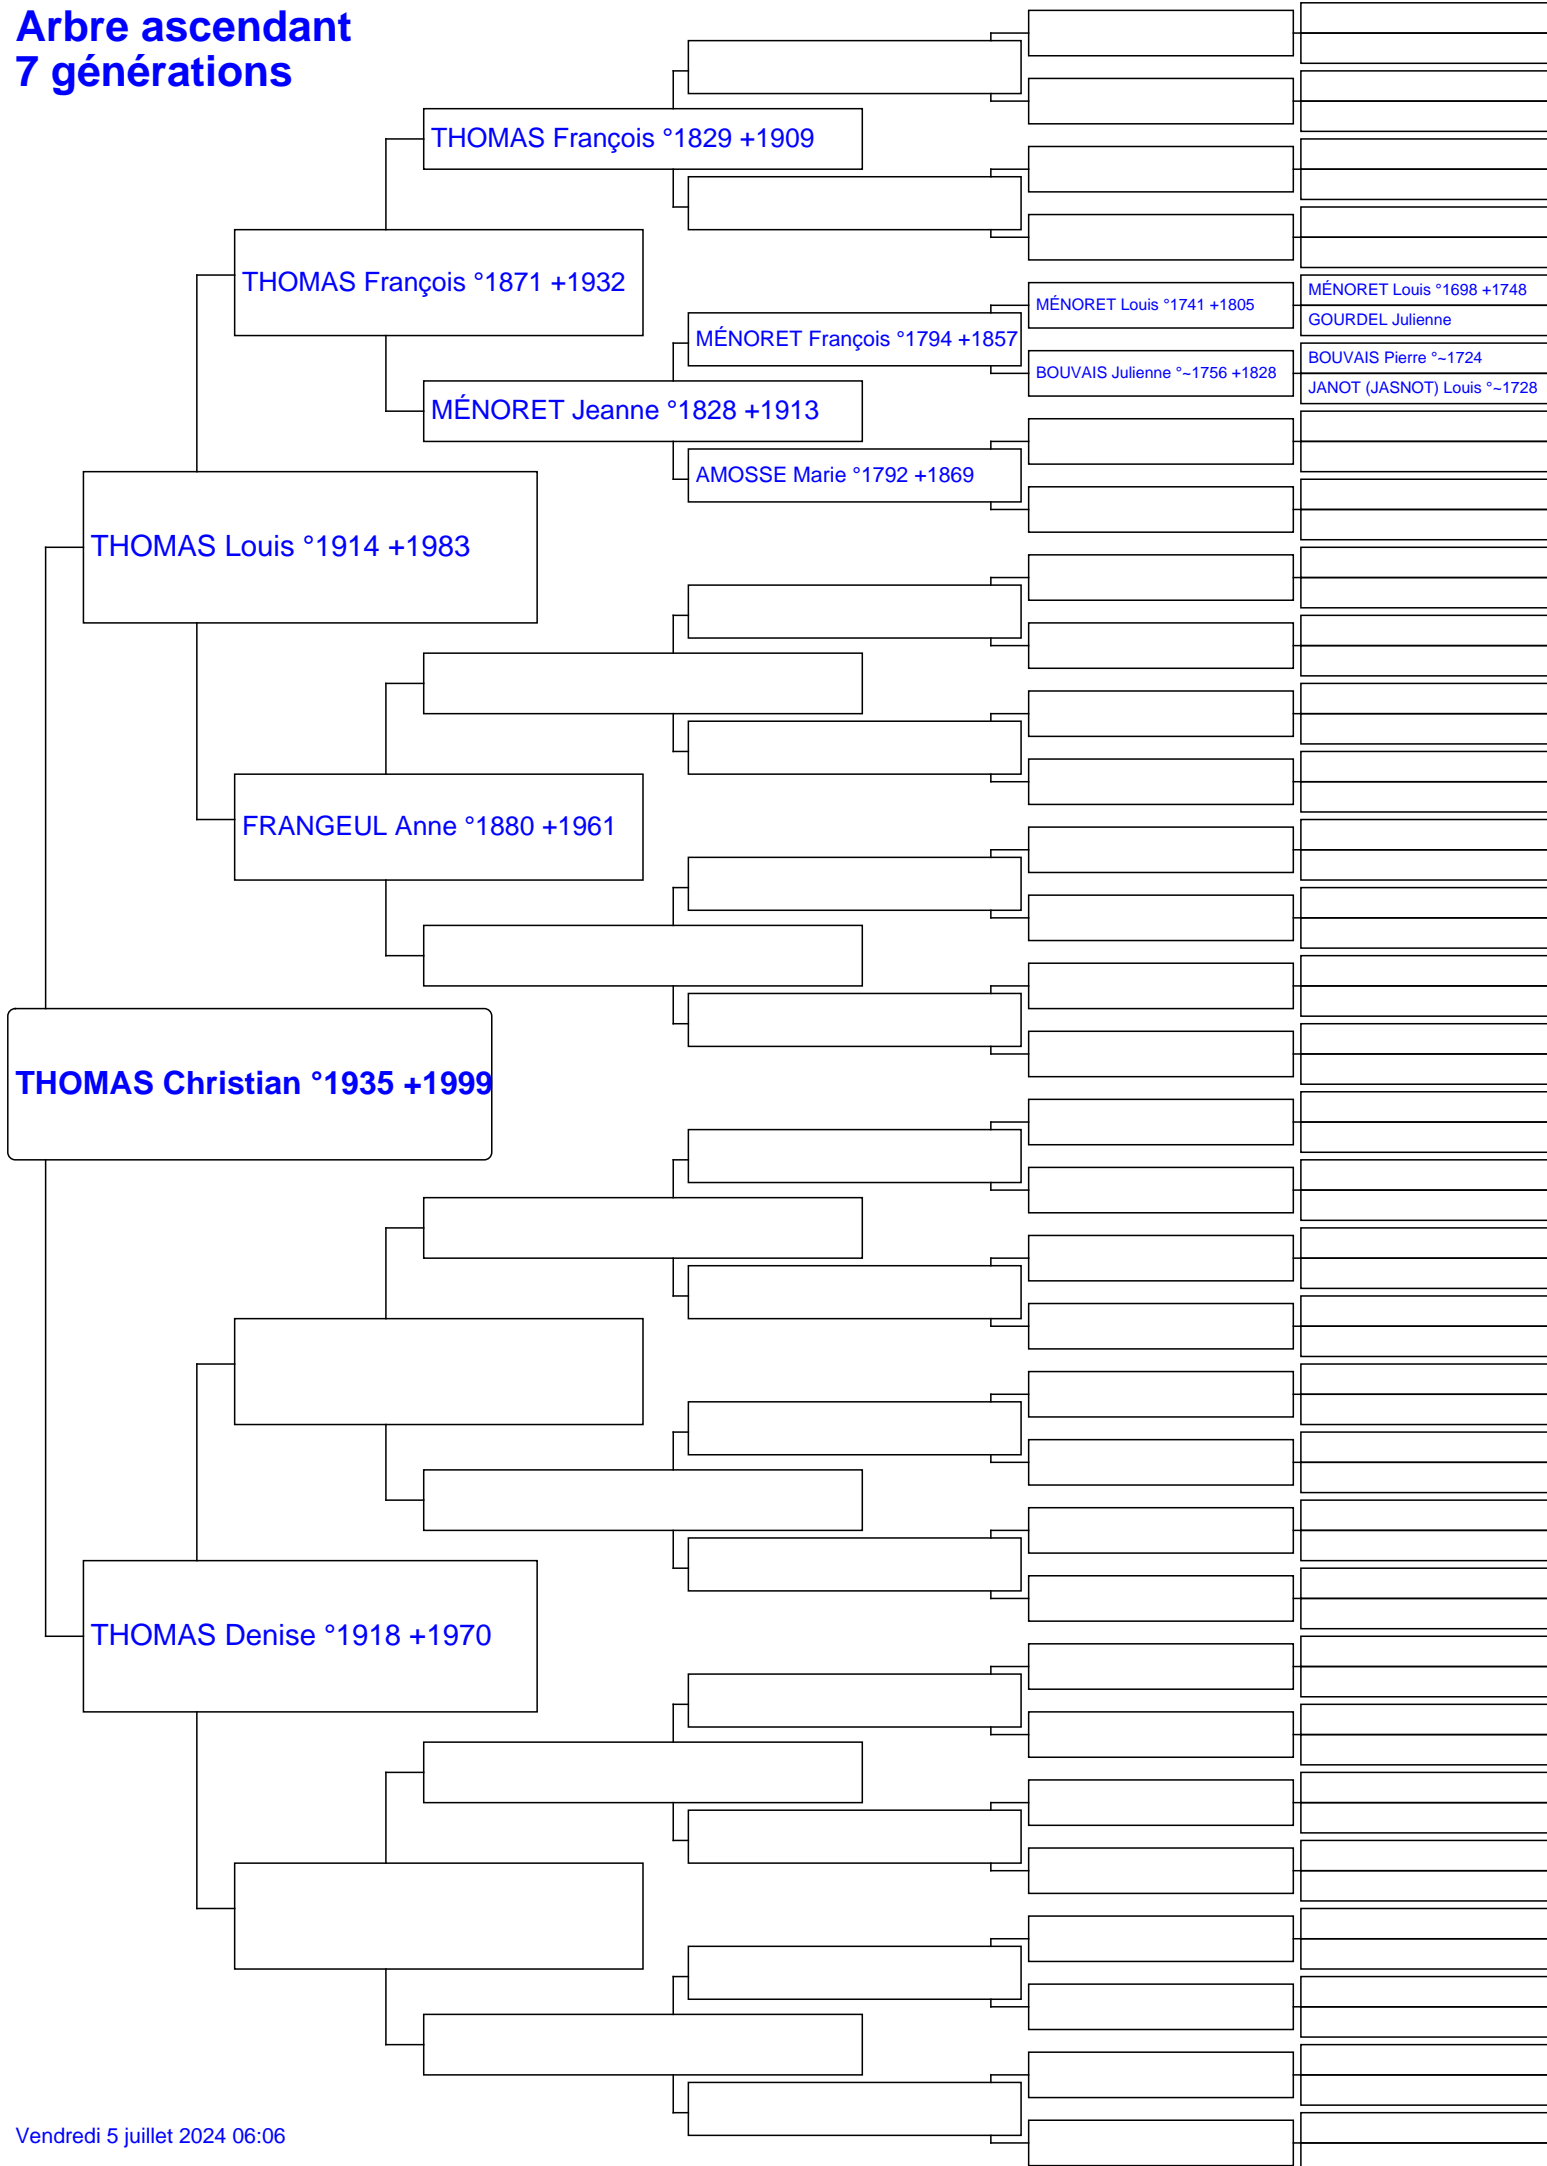 Arbre ascendant
7 générations
THOMAS François °1829 +1909
THOMAS François °1871 +1932
MÉNORET Louis °1698 +1748
MÉNORET Louis °1741 +1805
GOURDEL Julienne
MÉNORET François °1794 +1857
BOUVAIS Pierre °~1724
BOUVAIS Julienne °~1756 +1828
JANOT (JASNOT) Louis °~1728
MÉNORET Jeanne °1828 +1913
AMOSSE Marie °1792 +1869
THOMAS Louis °1914 +1983
FRANGEUL Anne °1880 +1961
THOMAS Christian °1935 +1999
THOMAS Denise °1918 +1970
Vendredi 5 juillet 2024 06:06